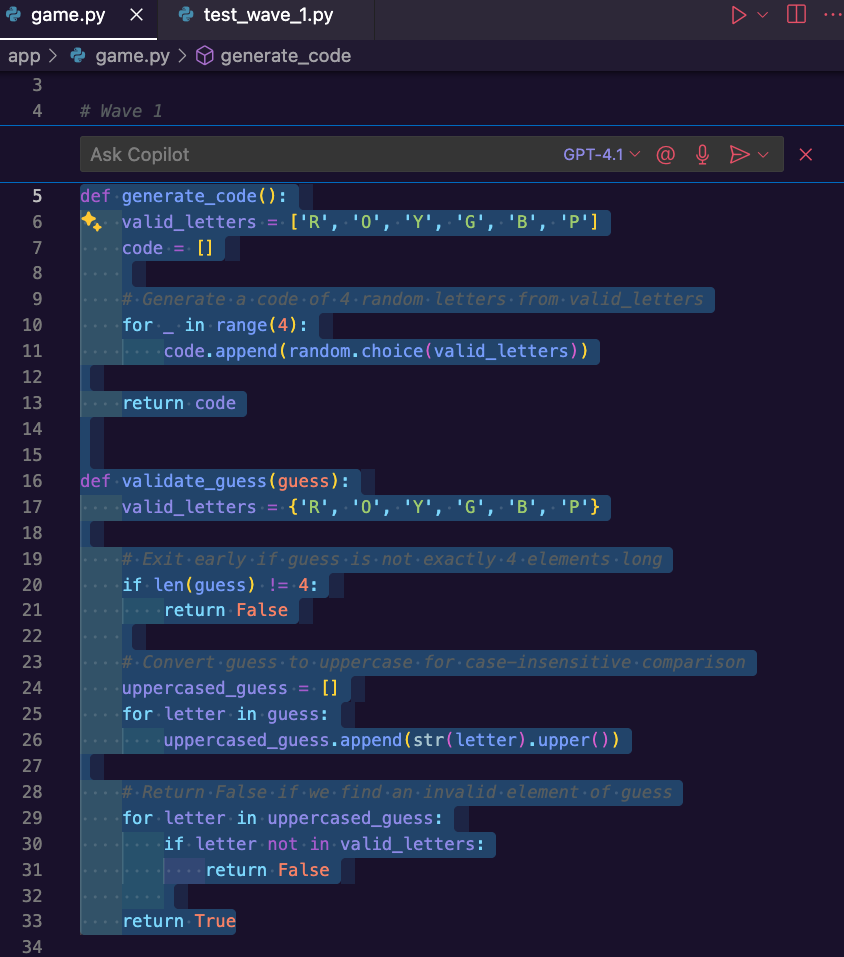 game.py test_wave_1.py
app > game.py > generate_code
3
4 # Wave 1
Ask Copilot GPT-4.1 @
5 def generate_code():
6     valid_letters = ['R', 'O', 'Y', 'G', 'B', 'P']
7     code = []
8
9     # Generate a code of 4 random letters from valid_letters
10     for _ in range(4):
11         code.append(random.choice(valid_letters))
12
13     return code
14
15
16 def validate_guess(guess):
17     valid_letters = {'R', 'O', 'Y', 'G', 'B', 'P'}
18
19     # Exit early if guess is not exactly 4 elements long
20     if len(guess) != 4:
21         return False
22
23     # Convert guess to uppercase for case-insensitive comparison
24     uppercased_guess = []
25     for letter in guess:
26         uppercased_guess.append(str(letter).upper())
27
28     # Return False if we find an invalid element of guess
29     for letter in uppercased_guess:
30         if letter not in valid_letters:
31             return False
32
33     return True
34